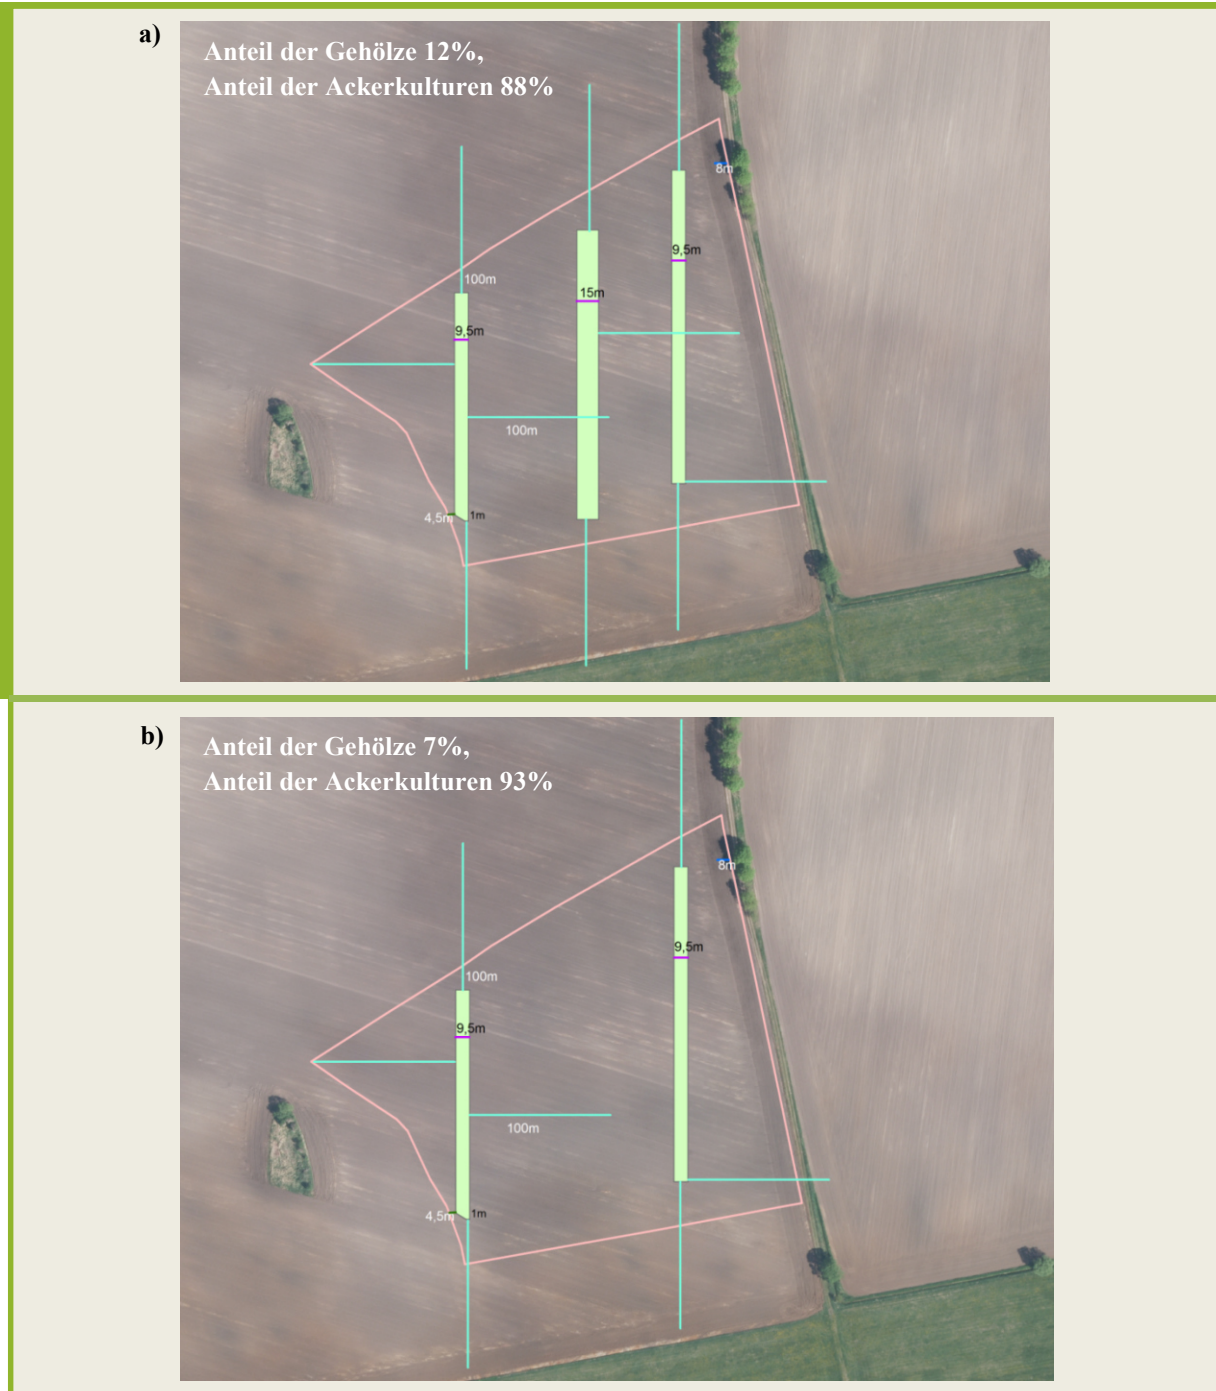 a)
Anteil der Gehölze 12%,
Anteil der Ackerkulturen 88%
8m
9,5m
100m
15m
9,5m
100m
4,5m
1m
b)
Anteil der Gehölze 7%,
Anteil der Ackerkulturen 93%
8m
9,5m
100m
9,5m
100m
4,5m
1m